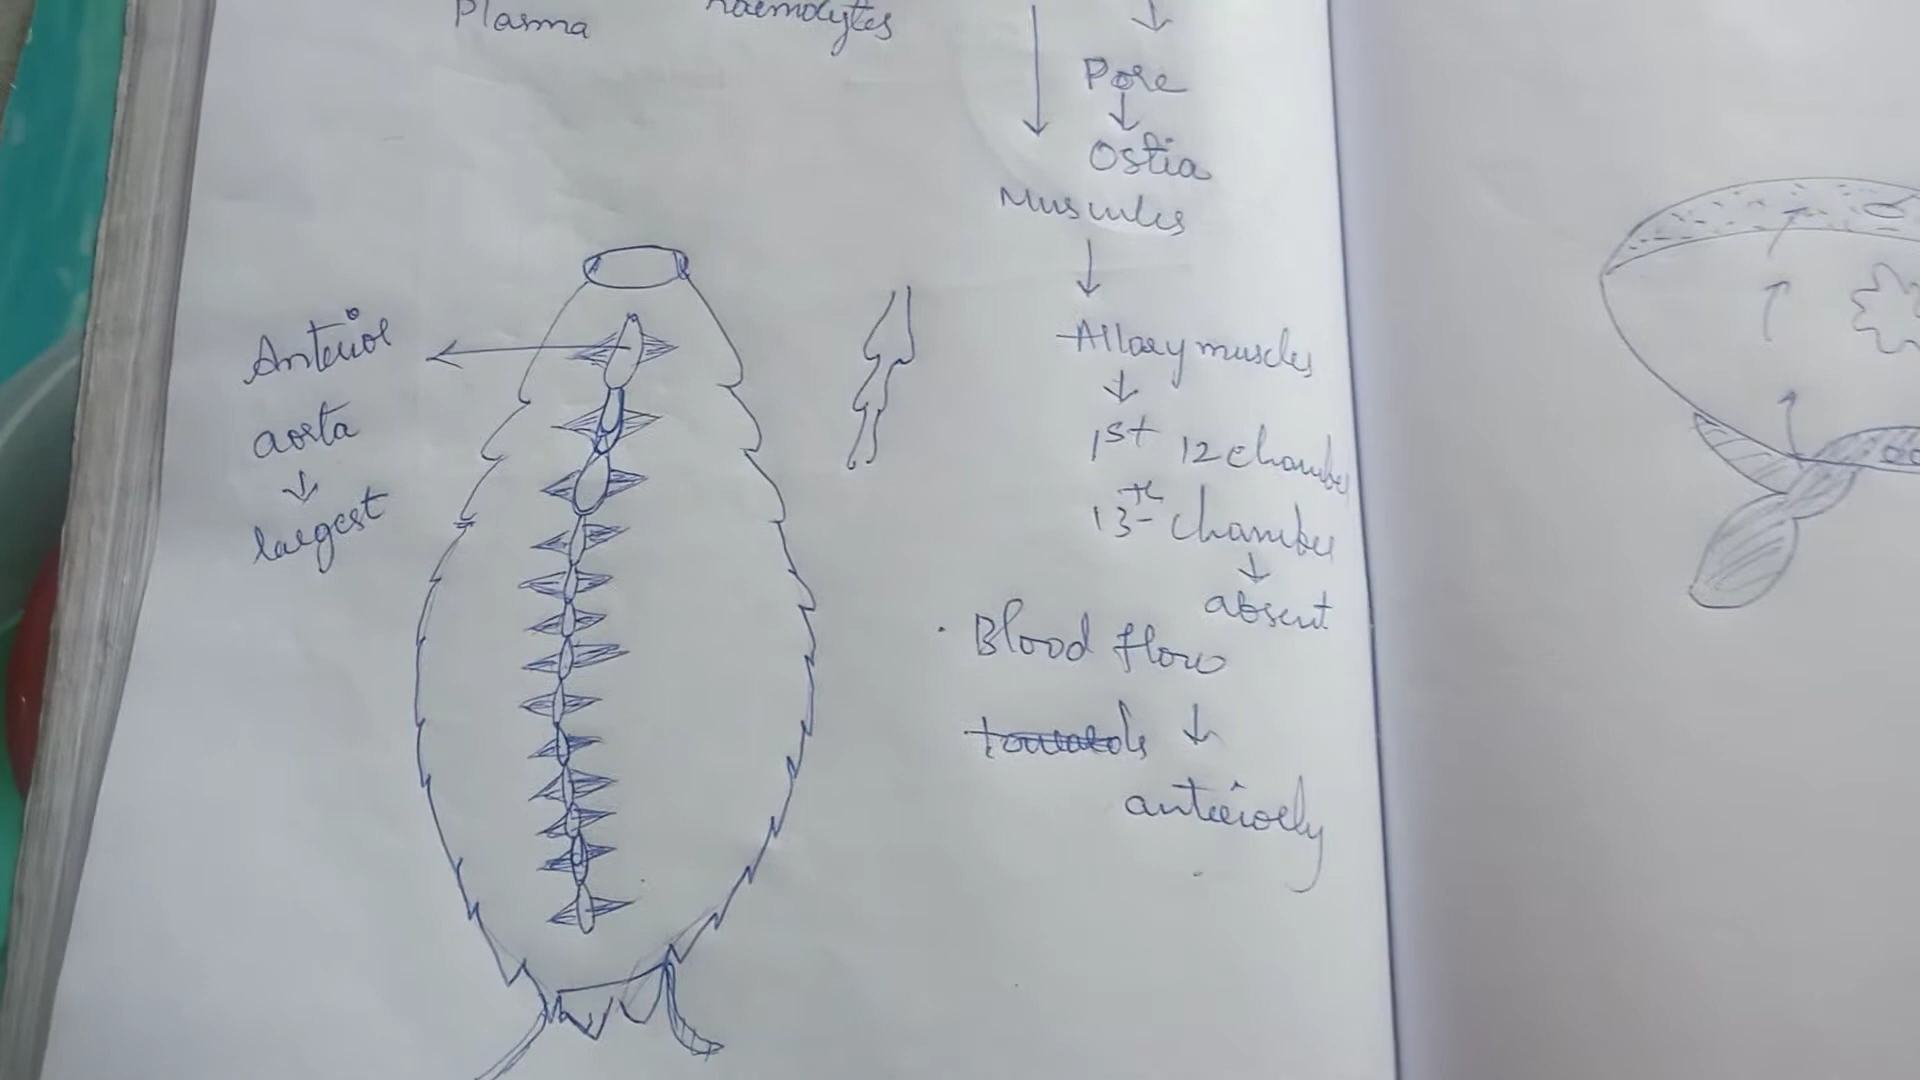 Plasma
haemolytes
Pore
Ostia
Muscules
Allary muscles
1st 12 chamber
13th chamber
absent
Anterior
aorta
largest
Blood flow
towards
anteriorly